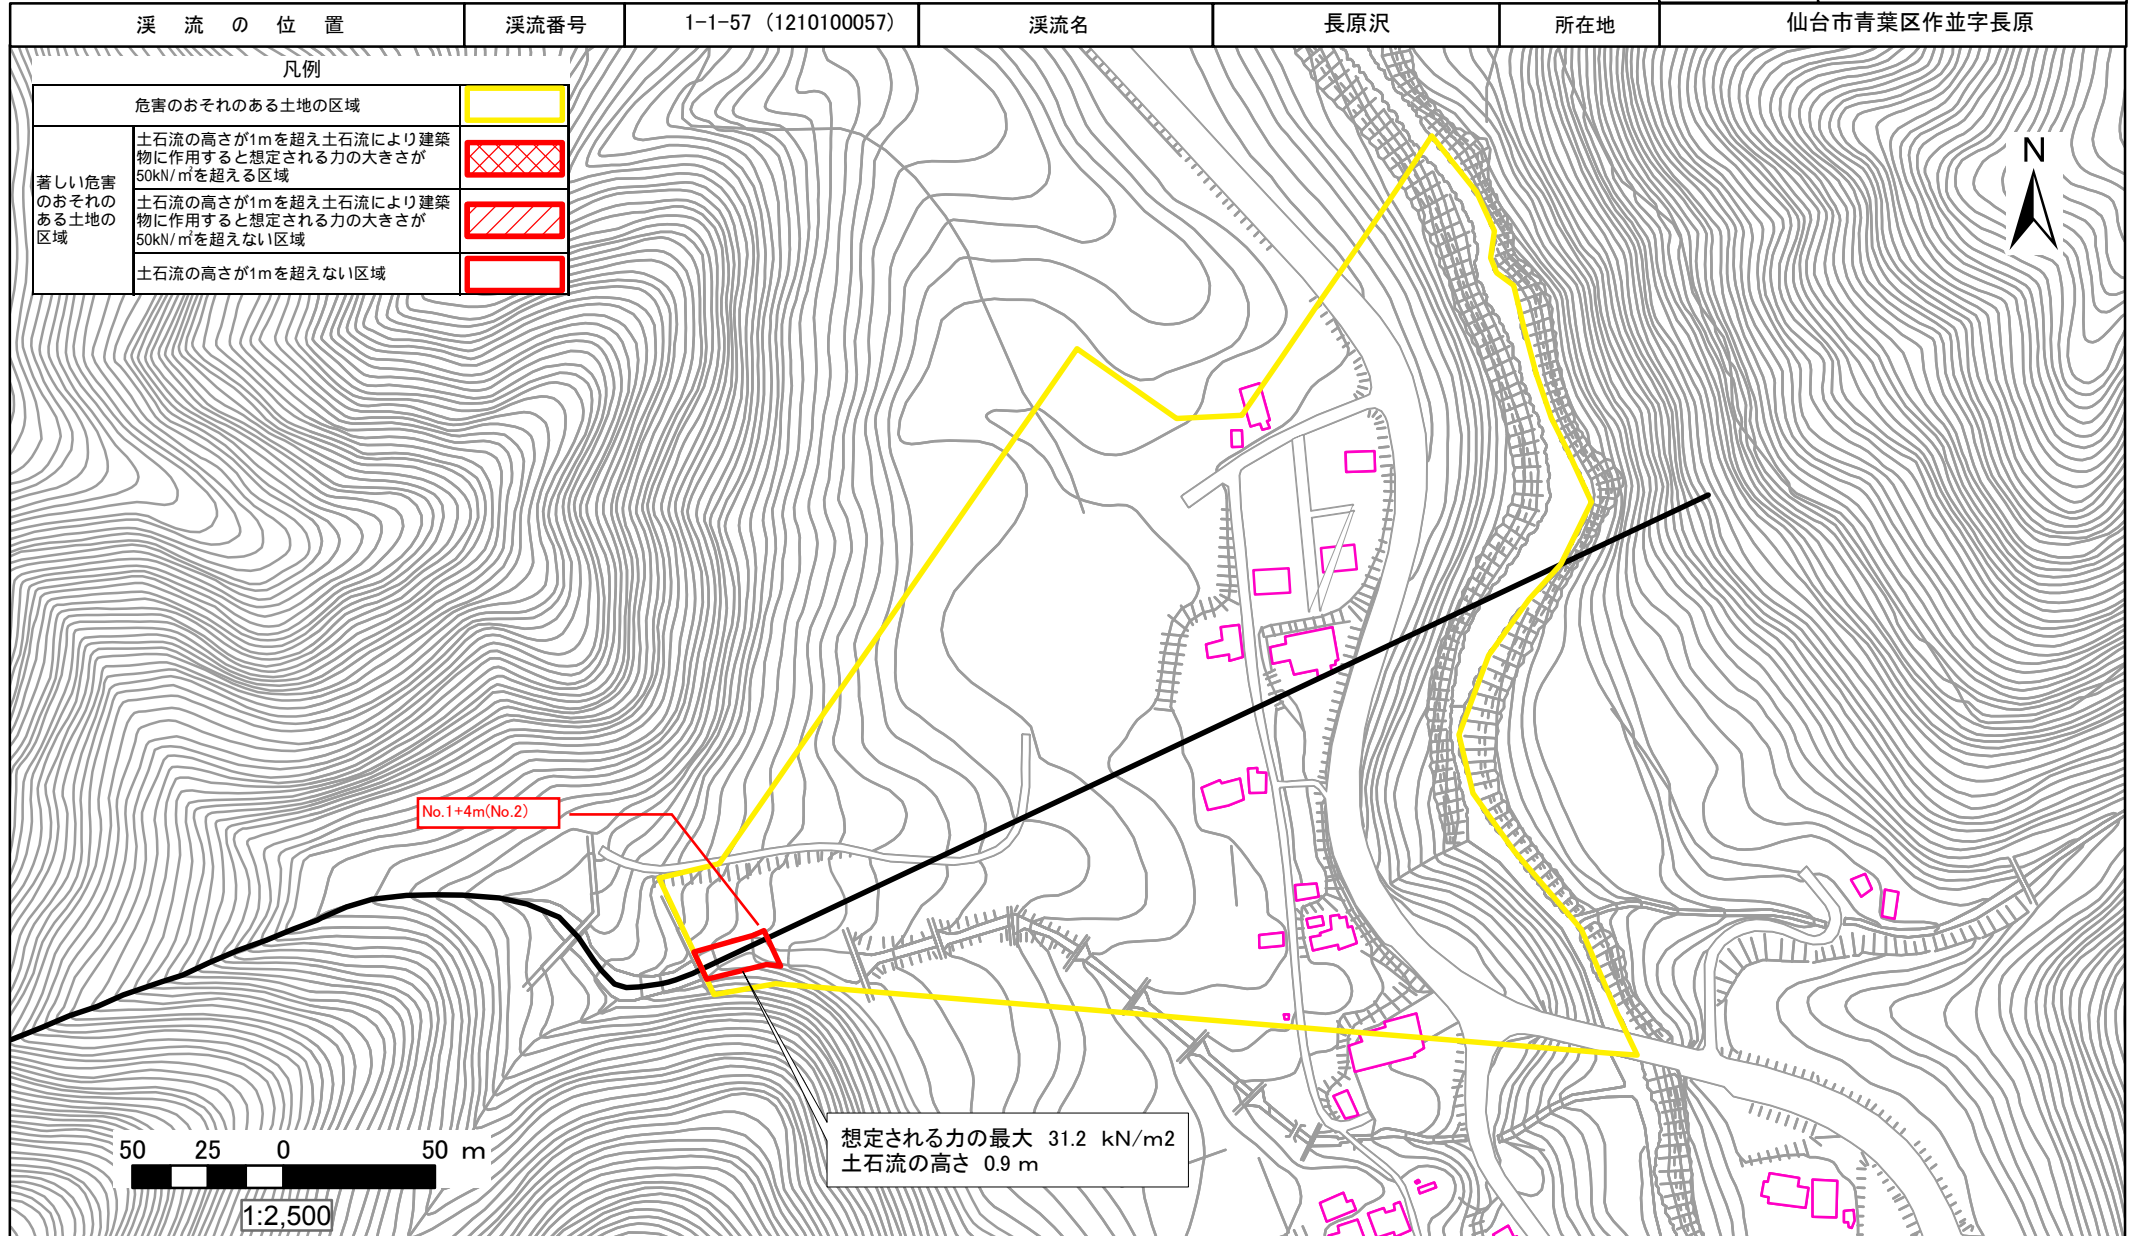 渓流の位置 渓流番号 1-1-57 (1210100057) 渓流名 長原沢 所在地 仙台市青葉区作並字長原
凡例
危害のおそれのある土地の区域
著しい危害
のおそれの
ある土地の
区域
土石流の高さが1mを超え土石流により建築
物に作用すると想定される力の大きさが
50kN/㎡を超える区域
土石流の高さが1mを超え土石流により建築
物に作用すると想定される力の大きさが
50kN/㎡を超えない区域
土石流の高さが1mを超えない区域
N
No.1+4m(No.2)
想定される力の最大 31.2 kN/m2
土石流の高さ 0.9 m
50 25 0 50 m
1:2,500